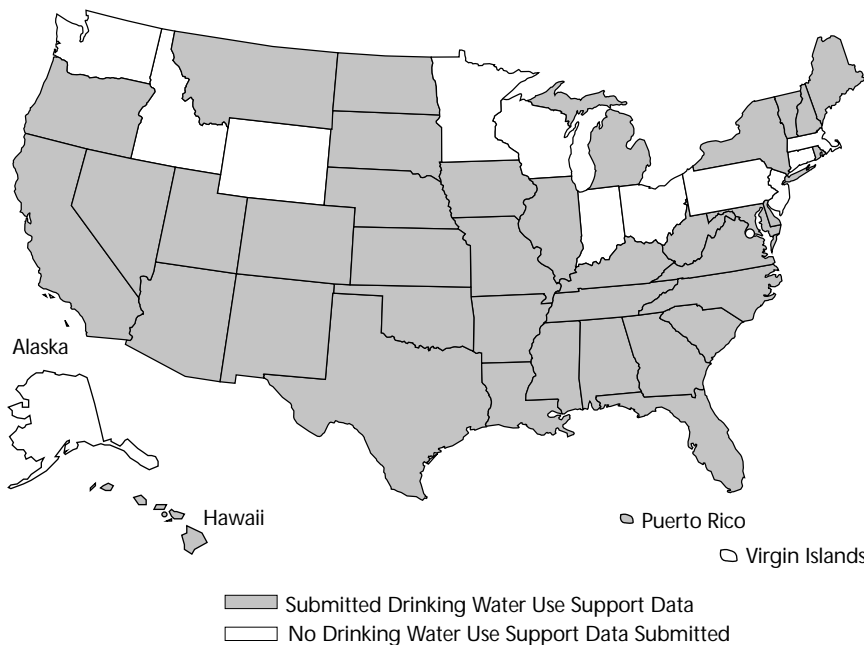 Alaska
Hawaii
Puerto Rico
Virgin Islands
Submitted Drinking Water Use Support Data
No Drinking Water Use Support Data Submitted